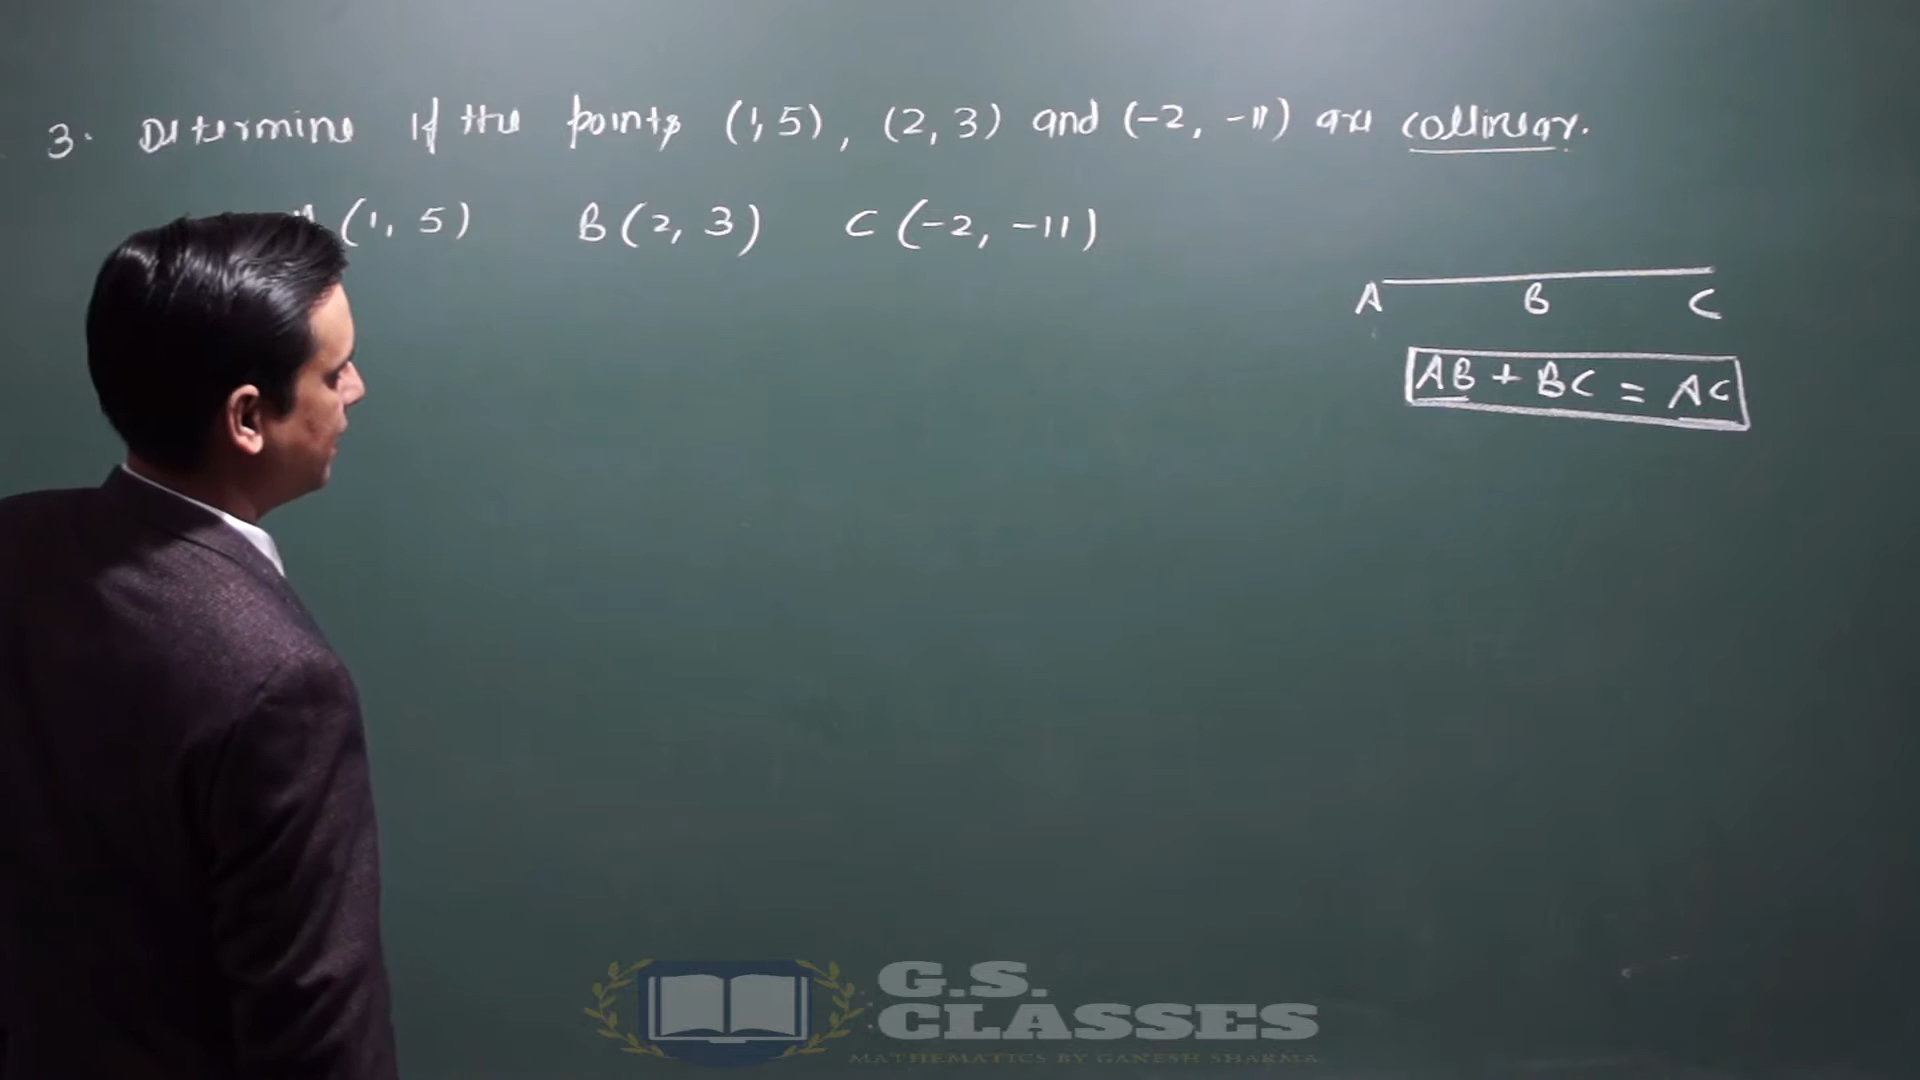 3. Determine if the points (1, 5), (2, 3) and (-2, -11) are collinear.
A (1, 5) B (2, 3) C (-2, -11)
A B C
AB + BC = AC
G.S.
CLASSES
MATHEMATICS BY GANESH SHARMA